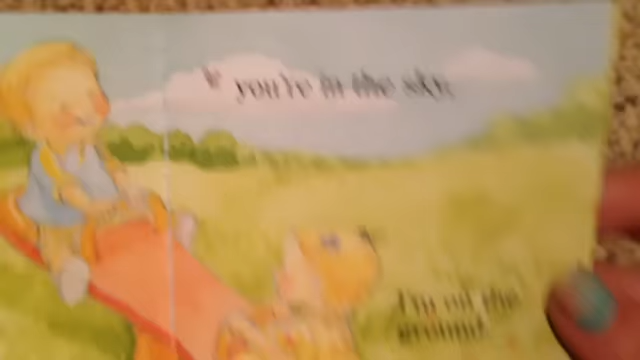 you're in the sky.
I'm on the
ground.